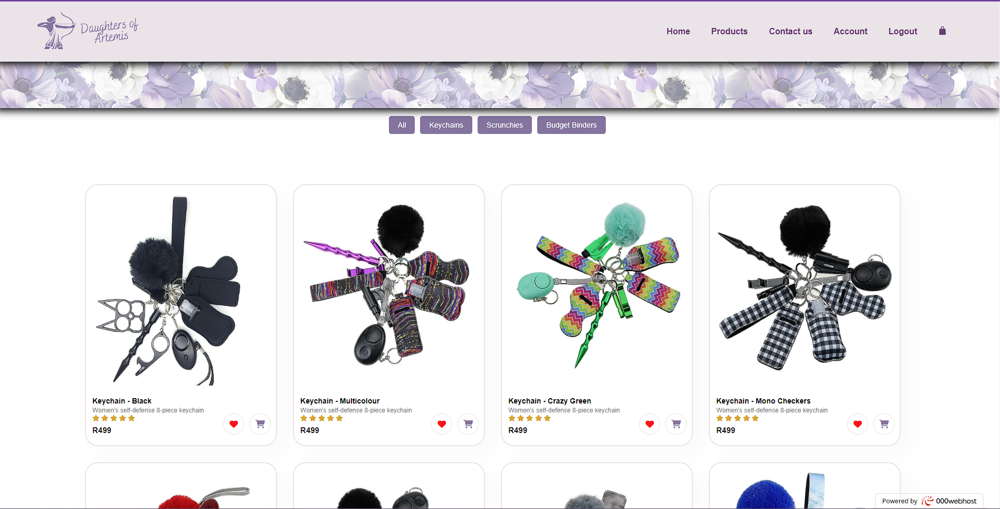 Daughters of
Artemis
Home Products Contact us Account Logout
All Keychains Scrunchies Budget Binders
Keychain - Black
Women's self-defense 8-piece keychain
R499
Keychain - Multicolour
Women's self-defense 8-piece keychain
R499
Keychain - Crazy Green
Women's self-defense 8-piece keychain
R499
Keychain - Mono Checkers
Women's self-defense 8-piece keychain
R499
Powered by 000webhost